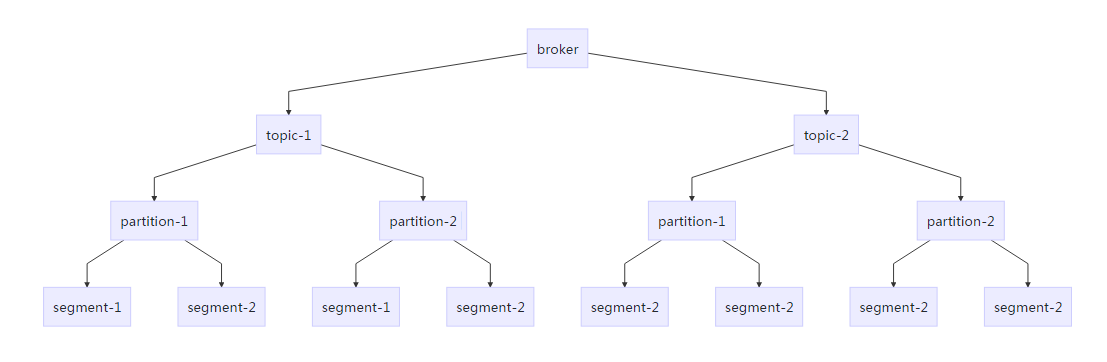 broker
topic-1
topic-2
partition-1
partition-2
partition-1
partition-2
segment-1
segment-2
segment-1
segment-2
segment-2
segment-2
segment-2
segment-2